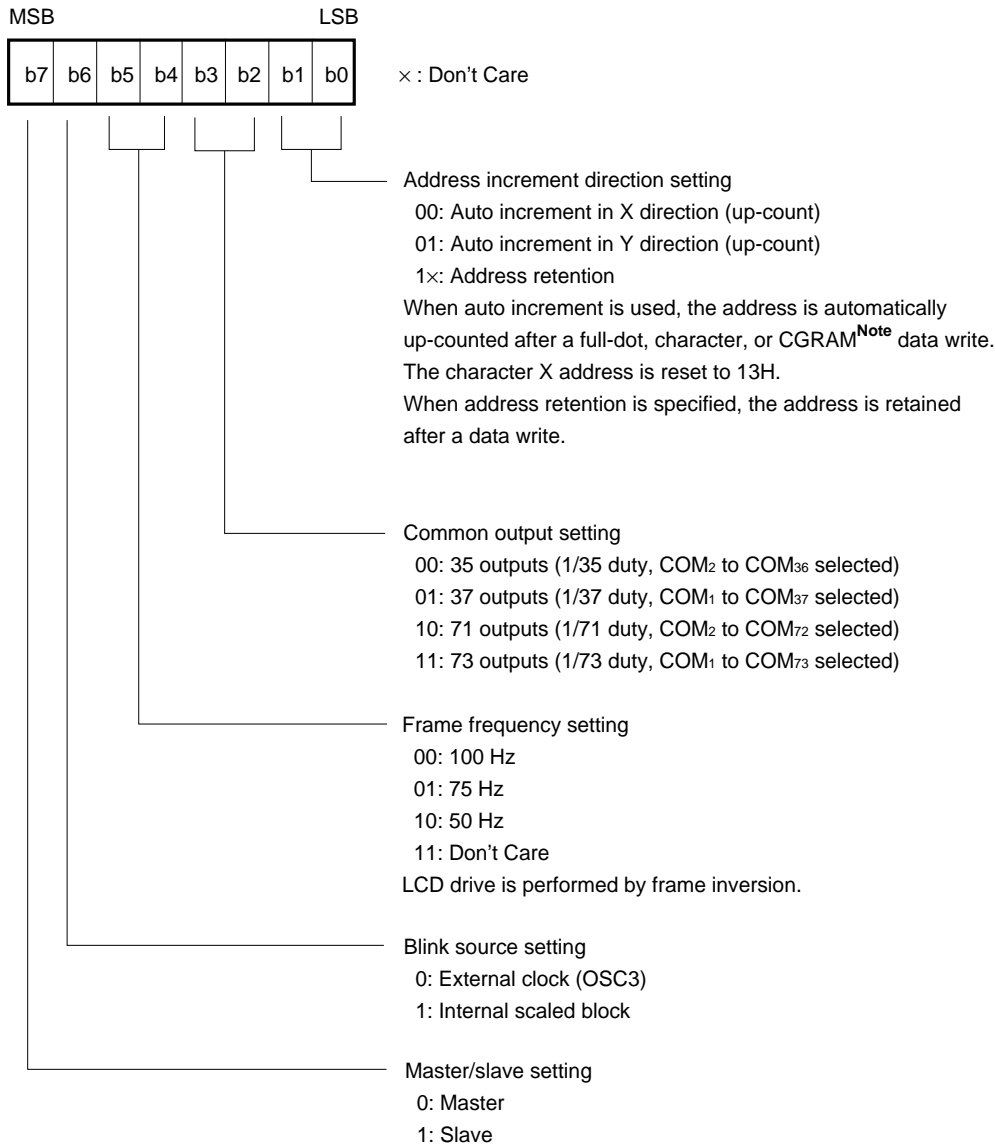 MSB LSB
b7 b6 b5 b4 b3 b2 b1 b0 × : Don't Care
Address increment direction setting
00: Auto increment in X direction (up-count)
01: Auto increment in Y direction (up-count)
1×: Address retention
When auto increment is used, the address is automatically
up-counted after a full-dot, character, or CGRAMNote data write.
The character X address is reset to 13H.
When address retention is specified, the address is retained
after a data write.
Common output setting
00: 35 outputs (1/35 duty, COM2 to COM36 selected)
01: 37 outputs (1/37 duty, COM1 to COM37 selected)
10: 71 outputs (1/71 duty, COM2 to COM72 selected)
11: 73 outputs (1/73 duty, COM1 to COM73 selected)
Frame frequency setting
00: 100 Hz
01: 75 Hz
10: 50 Hz
11: Don't Care
LCD drive is performed by frame inversion.
Blink source setting
0: External clock (OSC3)
1: Internal scaled block
Master/slave setting
0: Master
1: Slave